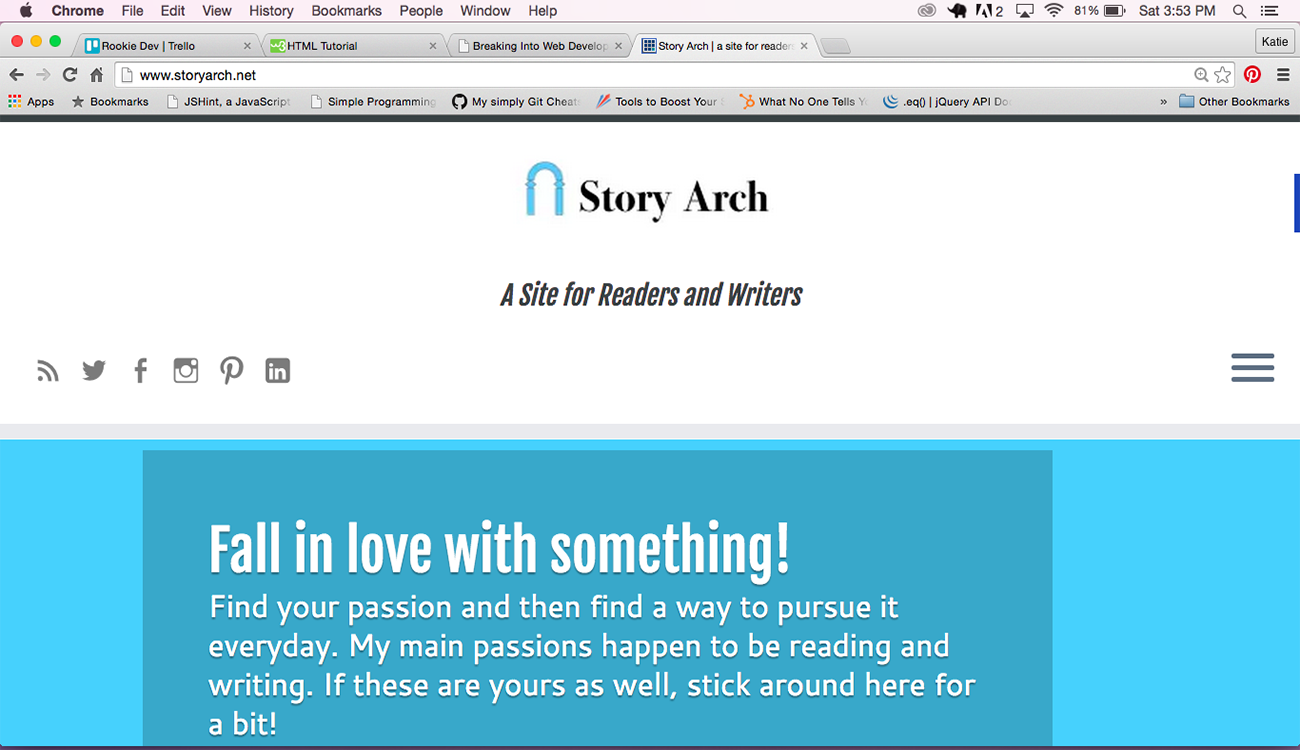 Chrome File Edit View History Bookmarks People Window Help 2 81% Sat 3:53 PM
Rookie Dev | Trello HTML Tutorial Breaking Into Web Develop Story Arch | a site for readers Katie
www.storyarch.net
Apps Bookmarks JSHint, a JavaScript Simple Programming My simply Git Cheats Tools to Boost Your What No One Tells Yo .eq() | jQuery API Do » Other Bookmarks
Story Arch
A Site for Readers and Writers
Fall in love with something!
Find your passion and then find a way to pursue it
everyday. My main passions happen to be reading and
writing. If these are yours as well, stick around here for
a bit!